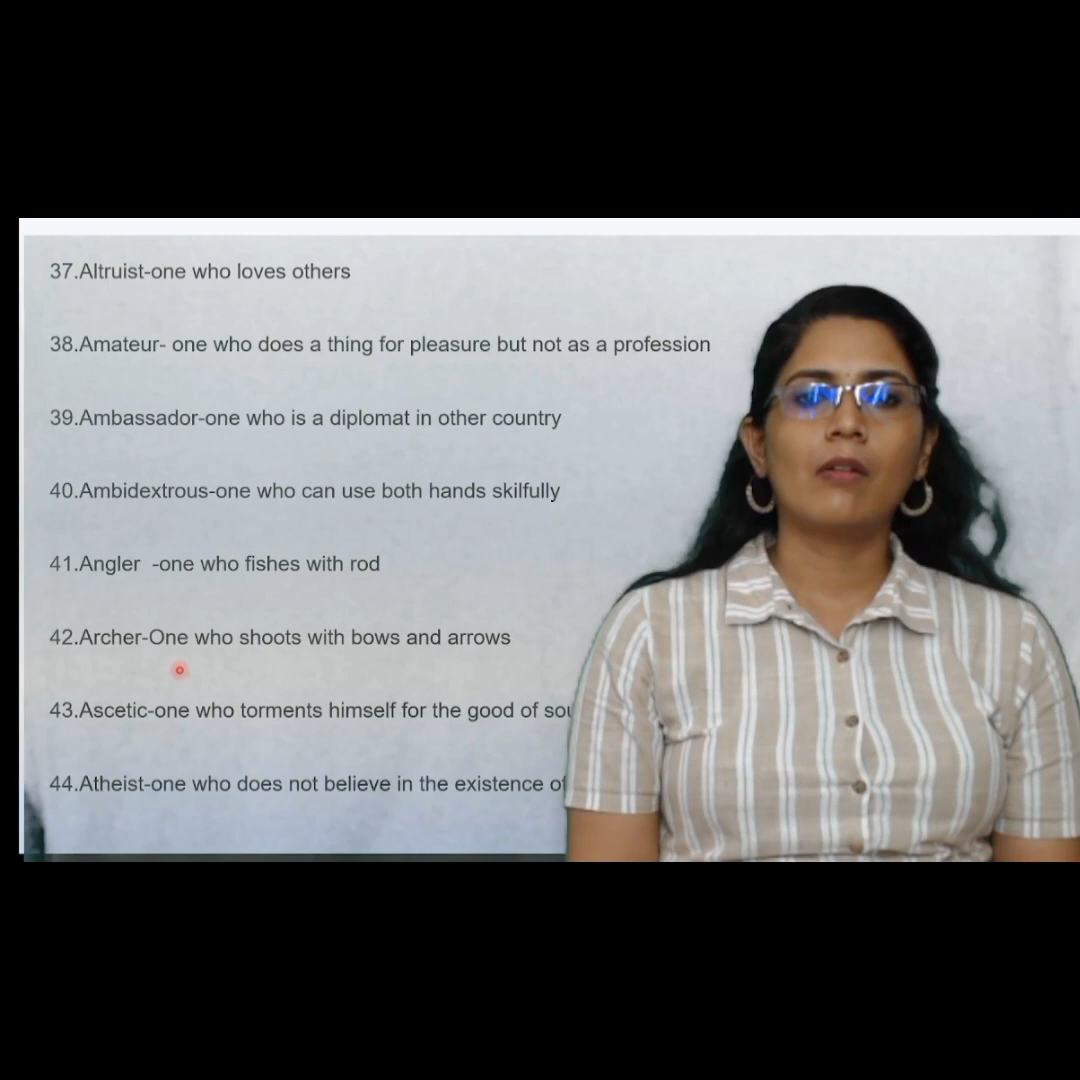 37.Altruist-one who loves others
38.Amateur- one who does a thing for pleasure but not as a profession
39.Ambassador-one who is a diplomat in other country
40.Ambidextrous-one who can use both hands skilfully
41.Angler  -one who fishes with rod
42.Archer-One who shoots with bows and arrows
43.Ascetic-one who torments himself for the good of
44.Atheist-one who does not believe in the existence